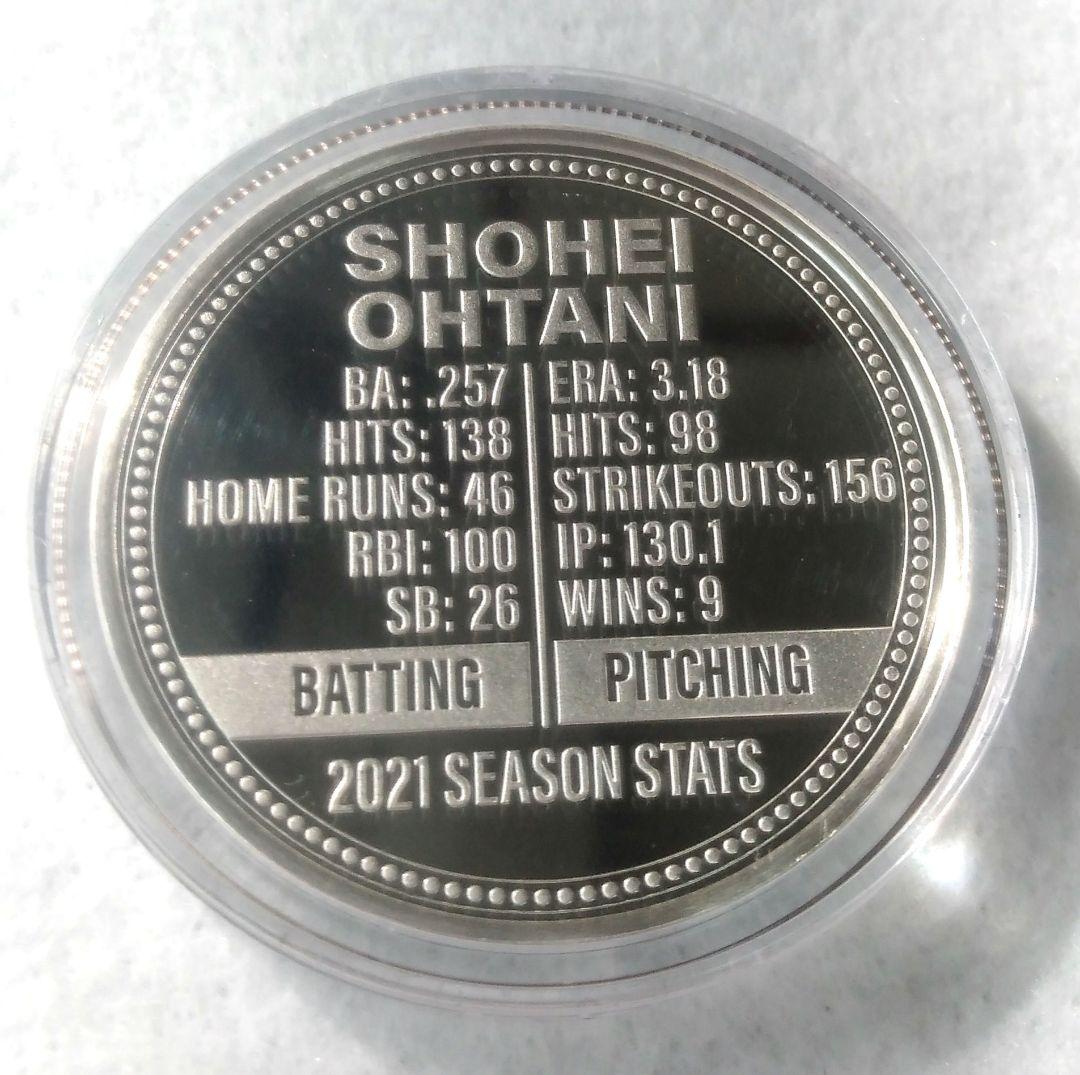 SHOHEI
OHTANI
BA: .257
HITS: 138
HOME RUNS: 46
RBI: 100
SB: 26
BATTING
ERA: 3.18
HITS: 98
STRIKEOUTS: 156
IP: 130.1
WINS: 9
PITCHING
2021 SEASON STATS